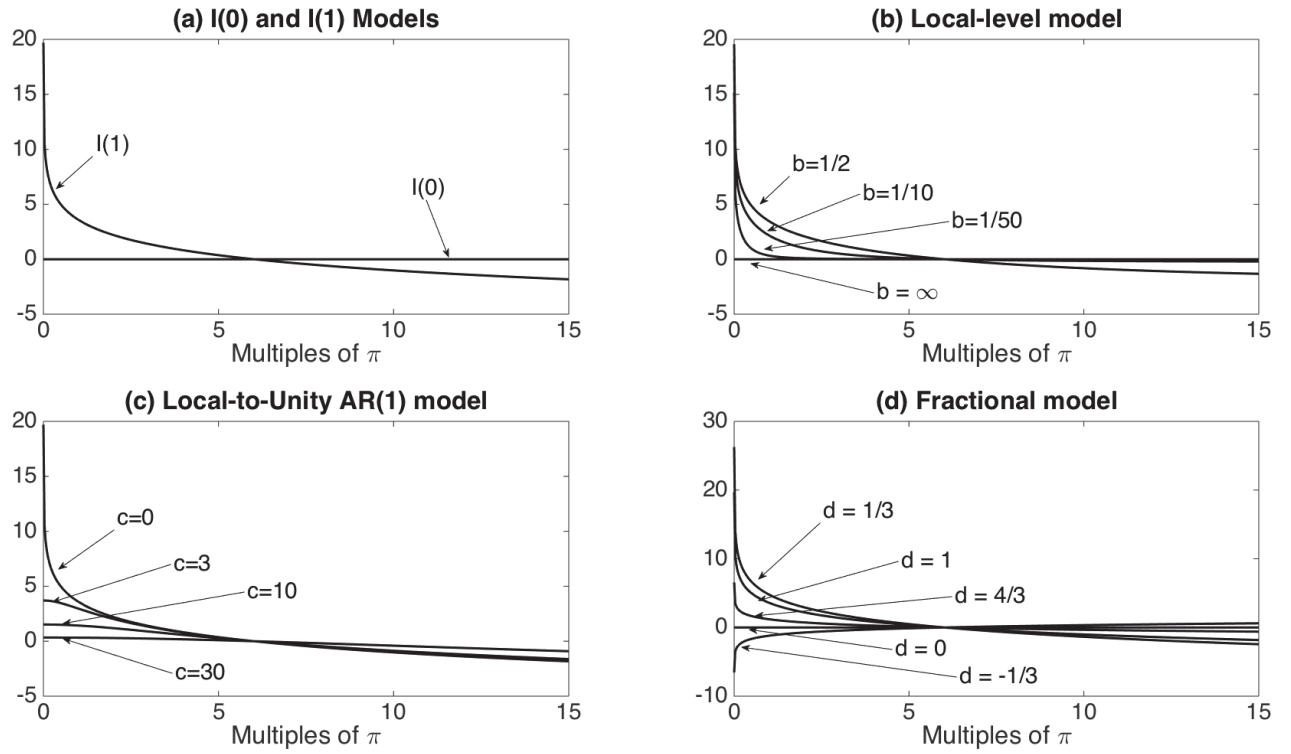 (a) I(0) and I(1) Models
20
15
10
5
0
-5
I(1)
I(0)
0 5 10 15
Multiples of π
(b) Local-level model
20
15
10
5
0
-5
b=1/2
b=1/10
b=1/50
b = ∞
0 5 10 15
Multiples of π
(c) Local-to-Unity AR(1) model
20
15
10
5
0
-5
c=0
c=3
c=10
c=30
0 5 10 15
Multiples of π
(d) Fractional model
30
20
10
0
-10
d = 1/3
d = 1
d = 4/3
d = 0
d = -1/3
0 5 10 15
Multiples of π